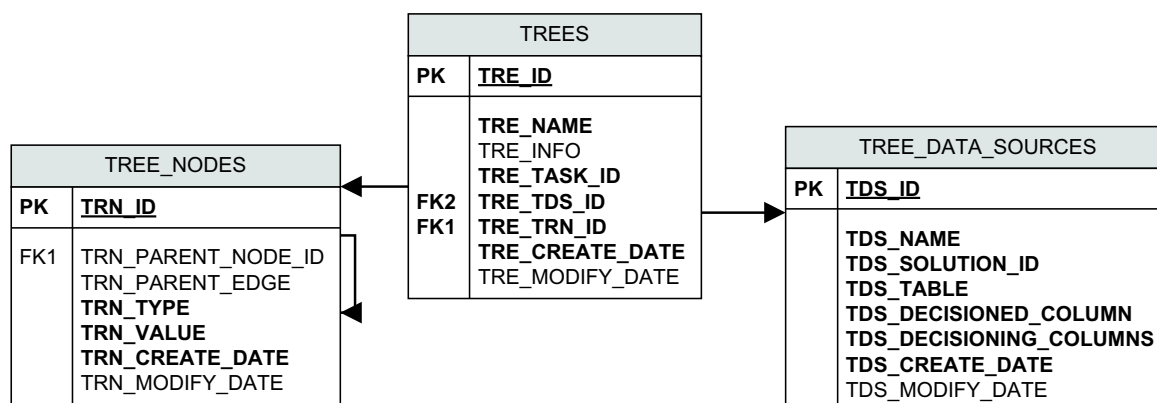 TREES
PK TRE_ID
TRE_NAME
TRE_INFO
TRE_TASK_ID
FK2 TRE_TDS_ID
FK1 TRE_TRN_ID
TRE_CREATE_DATE
TRE_MODIFY_DATE
TREE_NODES
PK TRN_ID
FK1 TRN_PARENT_NODE_ID
TRN_PARENT_EDGE
TRN_TYPE
TRN_VALUE
TRN_CREATE_DATE
TRN_MODIFY_DATE
TREE_DATA_SOURCES
PK TDS_ID
TDS_NAME
TDS_SOLUTION_ID
TDS_TABLE
TDS_DECISIONED_COLUMN
TDS_DECISIONING_COLUMNS
TDS_CREATE_DATE
TDS_MODIFY_DATE